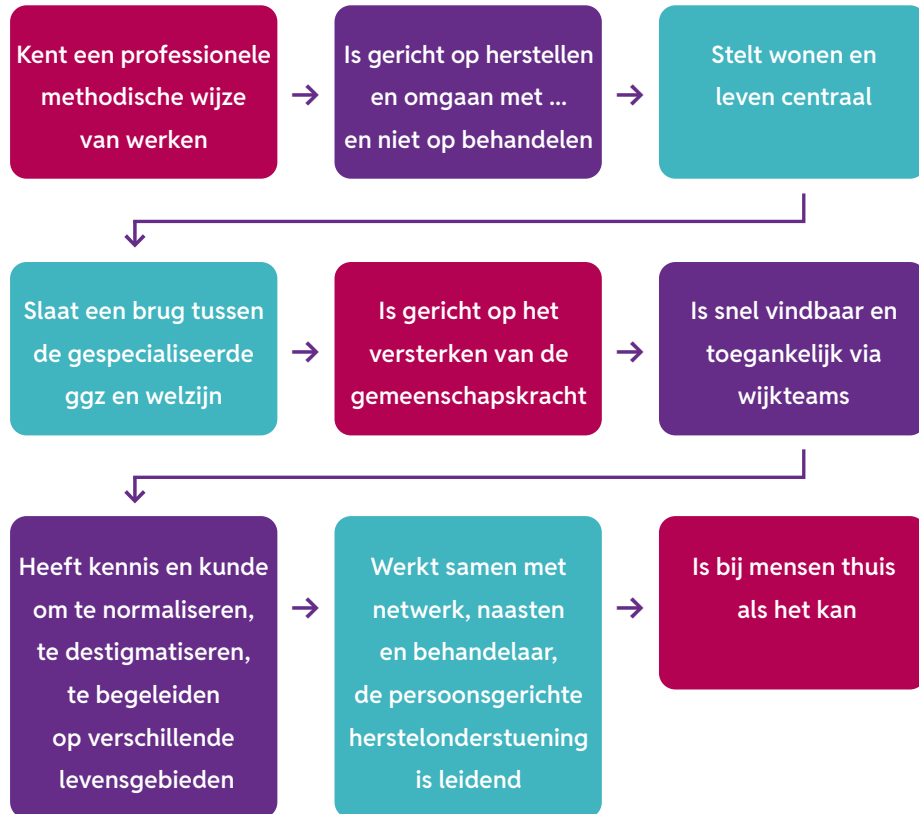 Kent een professionele
methodische wijze
van werken
Is gericht op herstellen
en omgaan met ...
en niet op behandelen
Stelt wonen en
leven centraal
Slaat een brug tussen
de gespecialiseerde
ggz en welzijn
Is gericht op het
versterken van de
gemeenschapskracht
Is snel vindbaar en
toegankelijk via
wijkteams
Heeft kennis en kunde
om te normaliseren,
te destigmatiseren,
te begeleiden
op verschillende
levensgebieden
Werkt samen met
netwerk, naasten
en behandelaar,
de persoonsgerichte
herstelonderstuening
is leidend
Is bij mensen thuis
als het kan